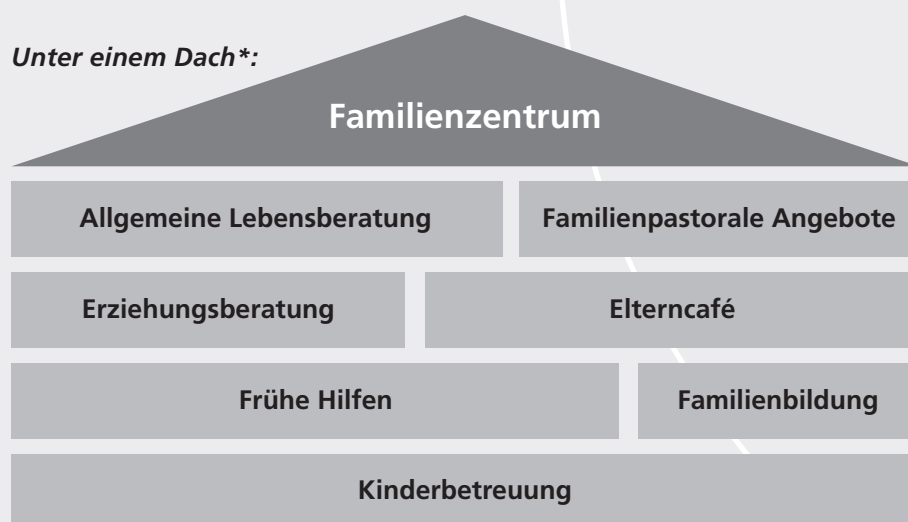 Unter einem Dach*:
Familienzentrum
Allgemeine Lebensberatung
Familienpastorale Angebote
Erziehungsberatung
Elterncafé
Frühe Hilfen
Familienbildung
Kinderbetreuung